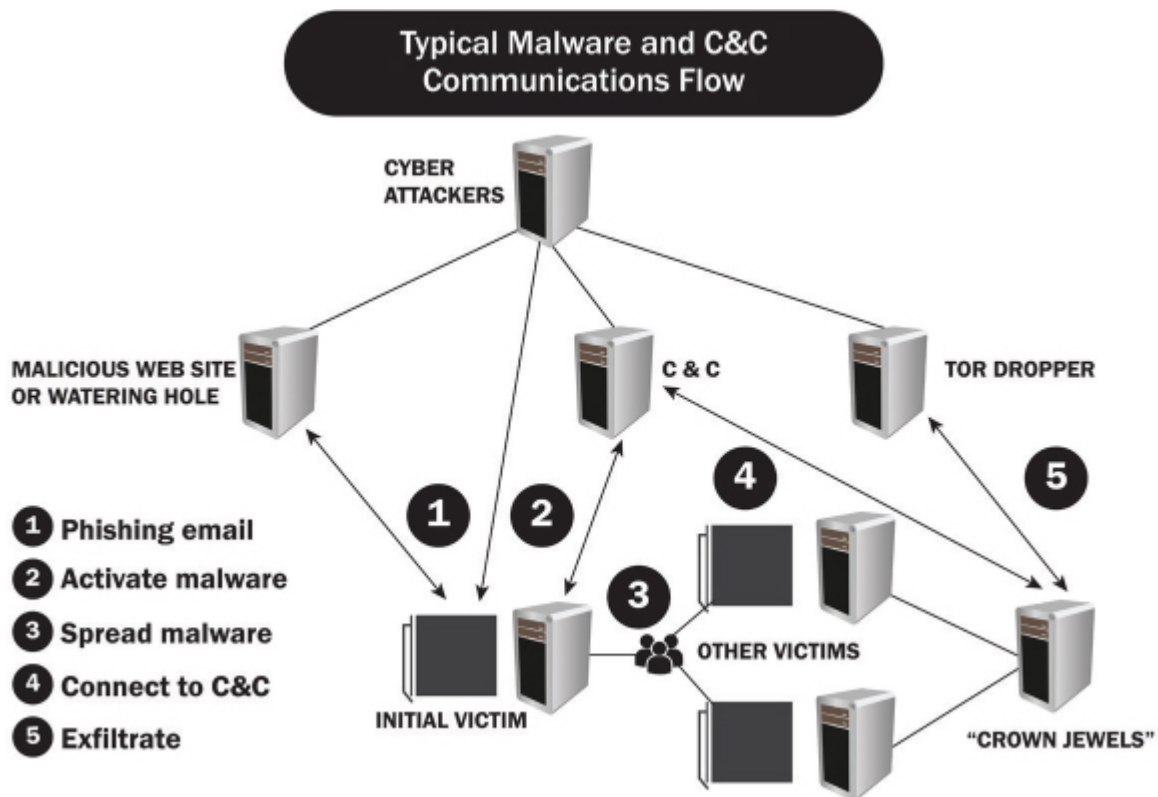 Typical Malware and C&C
Communications Flow
CYBER
ATTACKERS
MALICIOUS WEB SITE
OR WATERING HOLE
C & C
TOR DROPPER
1
2
3
4
5
1 Phishing email
2 Activate malware
3 Spread malware
4 Connect to C&C
5 Exfiltrate
INITIAL VICTIM
OTHER VICTIMS
“CROWN JEWELS”